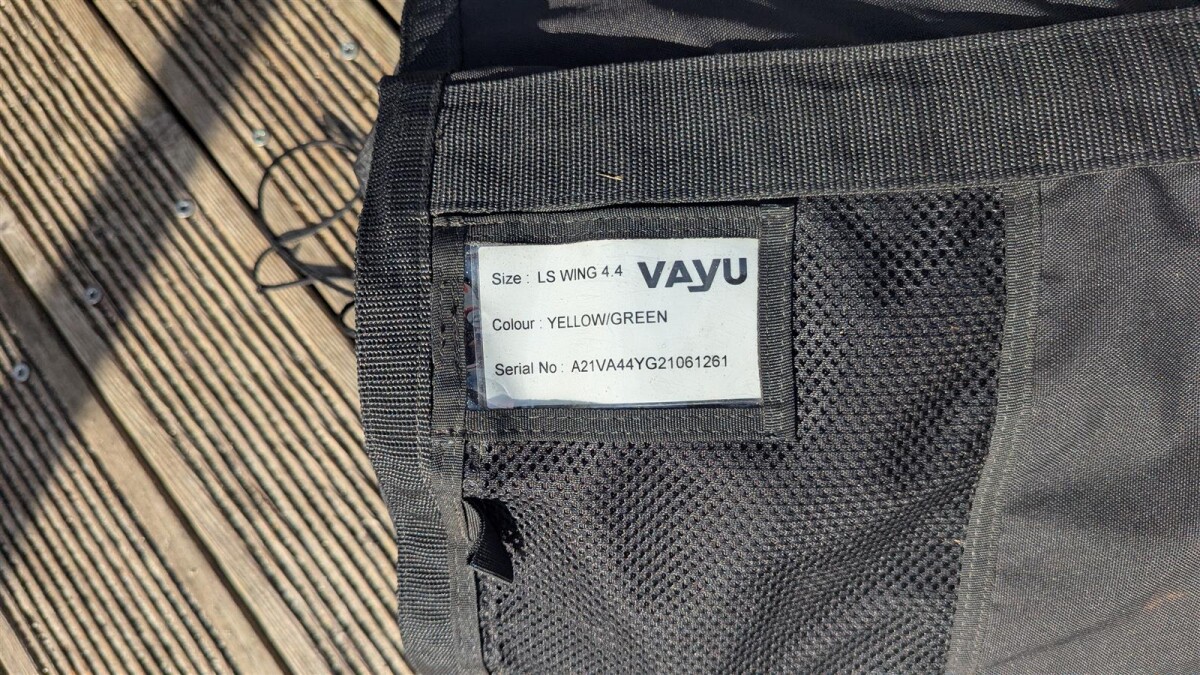 Size : LS WING 4.4 VAYU
Colour : YELLOW/GREEN
Serial No : A21VA44YG21061261